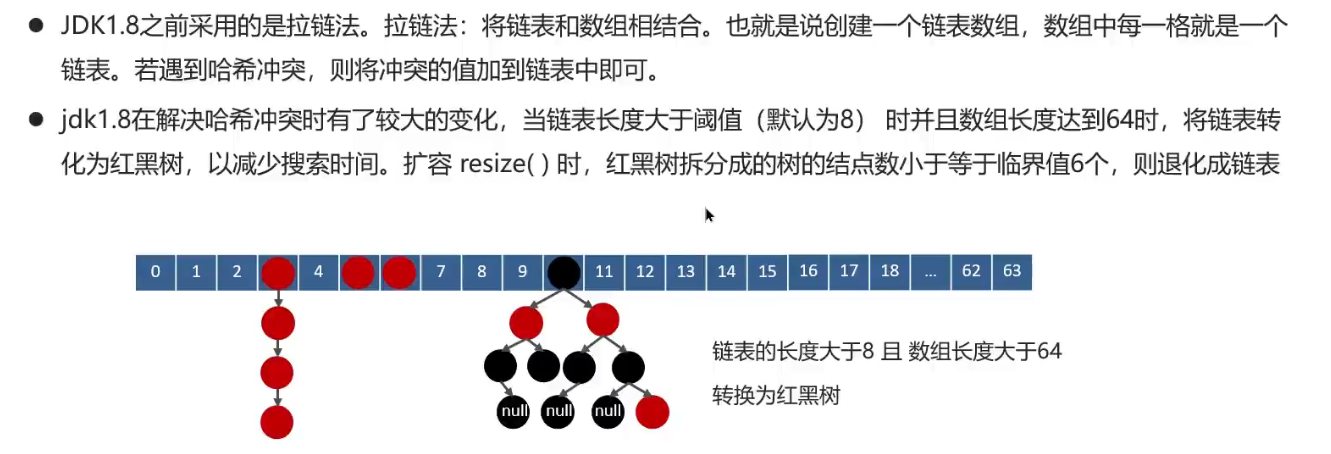 ● JDK1.8之前采用的是拉链法。拉链法：将链表和数组相结合。也就是说创建一个链表数组，数组中每一格就是一个
链表。若遇到哈希冲突，则将冲突的值加到链表中即可。
● jdk1.8在解决哈希冲突时有了较大的变化，当链表长度大于阈值（默认为8） 时并且数组长度达到64时，将链表转
化为红黑树，以减少搜索时间。扩容 resize( ) 时，红黑树拆分成的树的结点数小于等于临界值6个，则退化成链表
0 1 2 4 7 8 9 11 12 13 14 15 16 17 18 ... 62 63
链表的长度大于8 且 数组长度大于64
转换为红黑树
null null null